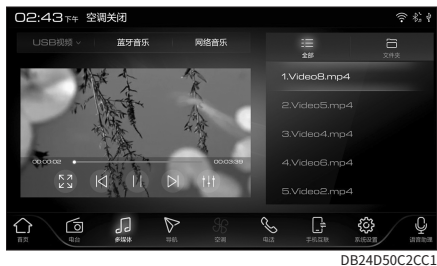 02:43下午 空调关闭
USB视频 蓝牙音乐 网络音乐
全部 文件夹
1.Video8.mp4
2.Video5.mp4
3.Video4.mp4
4.Video6.mp4
5.Video2.mp4
00:00:02 00:03:39
首页 电台 多媒体 导航 空调 电话 手机互联 系统设置 语音助理
DB24D50C2CC1